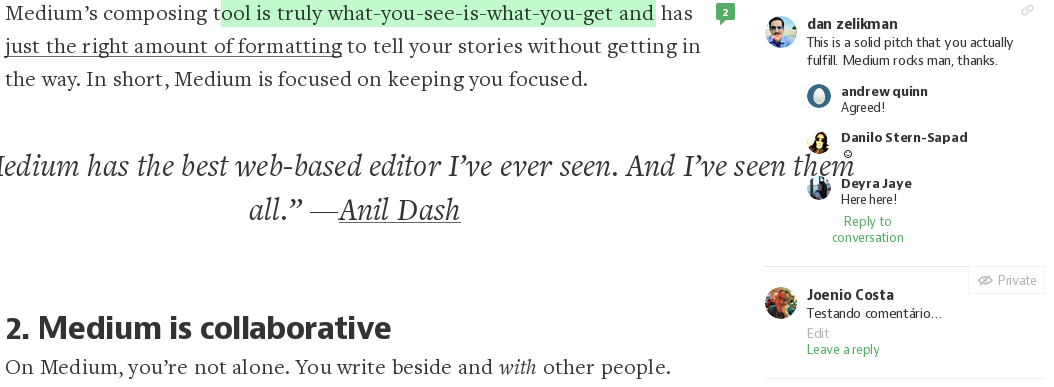 Medium’s composing tool is truly what-you-see-is-what-you-get and has
just the right amount of formatting to tell your stories without getting in
the way. In short, Medium is focused on keeping you focused.
Medium has the best web-based editor I’ve ever seen. And I’ve seen them
all.” —Anil Dash
2. Medium is collaborative
On Medium, you’re not alone. You write beside and with other people.
2
dan zelikman
This is a solid pitch that you actually
fulfill. Medium rocks man, thanks.
andrew quinn
Agreed!
Danilo Stern-Sapad
☺
Deyra Jaye
Here here!
Reply to
conversation
Private
Joenio Costa
Testando comentário...
Edit
Leave a reply